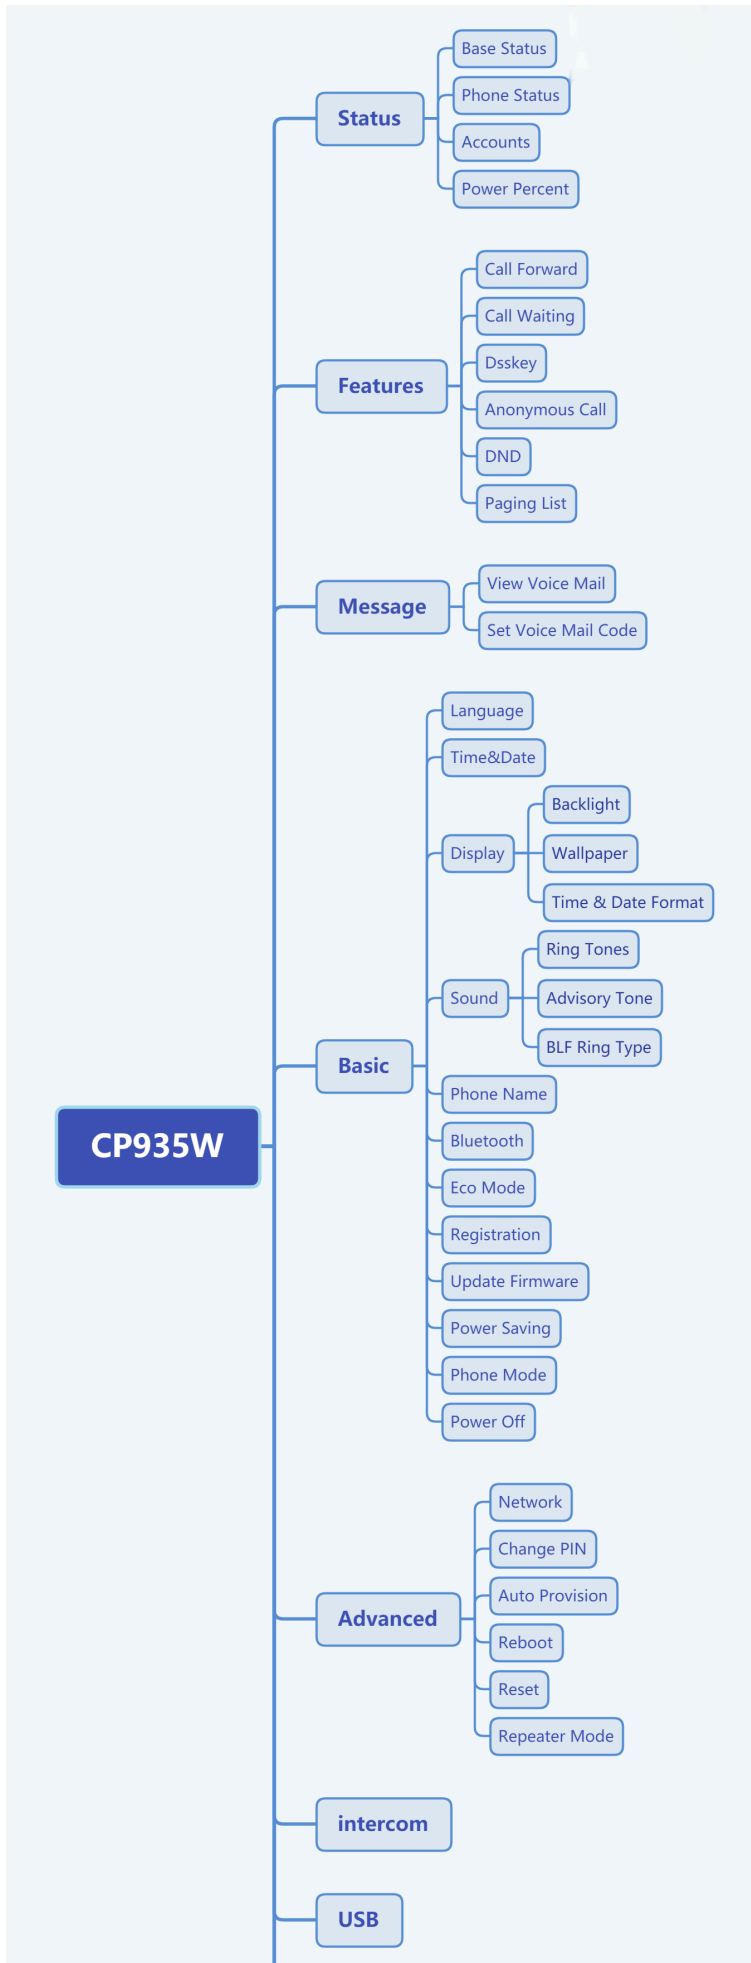 Base Status
Phone Status
Status
Accounts
Power Percent
Call Forward
Call Waiting
Dsskey
Features
Anonymous Call
DND
Paging List
View Voice Mail
Message
Set Voice Mail Code
Language
Time&Date
Backlight
Display
Wallpaper
Time & Date Format
Ring Tones
Sound
Advisory Tone
BLF Ring Type
Basic
Phone Name
Bluetooth
CP935W
Eco Mode
Registration
Update Firmware
Power Saving
Phone Mode
Power Off
Network
Change PIN
Auto Provision
Advanced
Reboot
Reset
Repeater Mode
intercom
USB